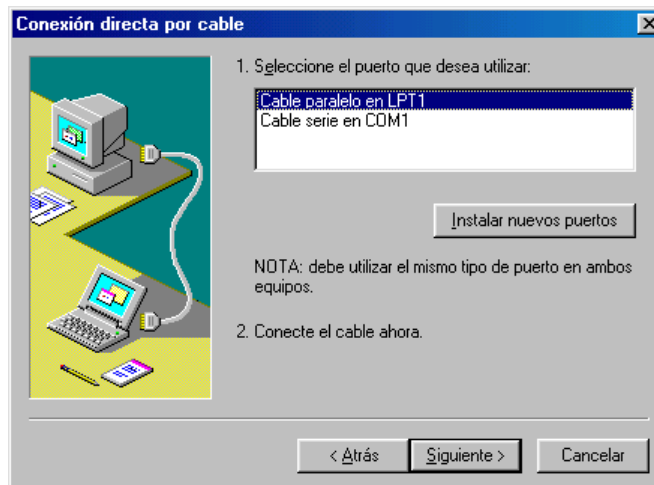 Conexión directa por cable
1. Seleccione el puerto que desea utilizar:
Cable paralelo en LPT1
Cable serie en COM1
Instalar nuevos puertos
NOTA: debe utilizar el mismo tipo de puerto en ambos
equipos.
2. Conecte el cable ahora.
< Atrás
Siguiente >
Cancelar